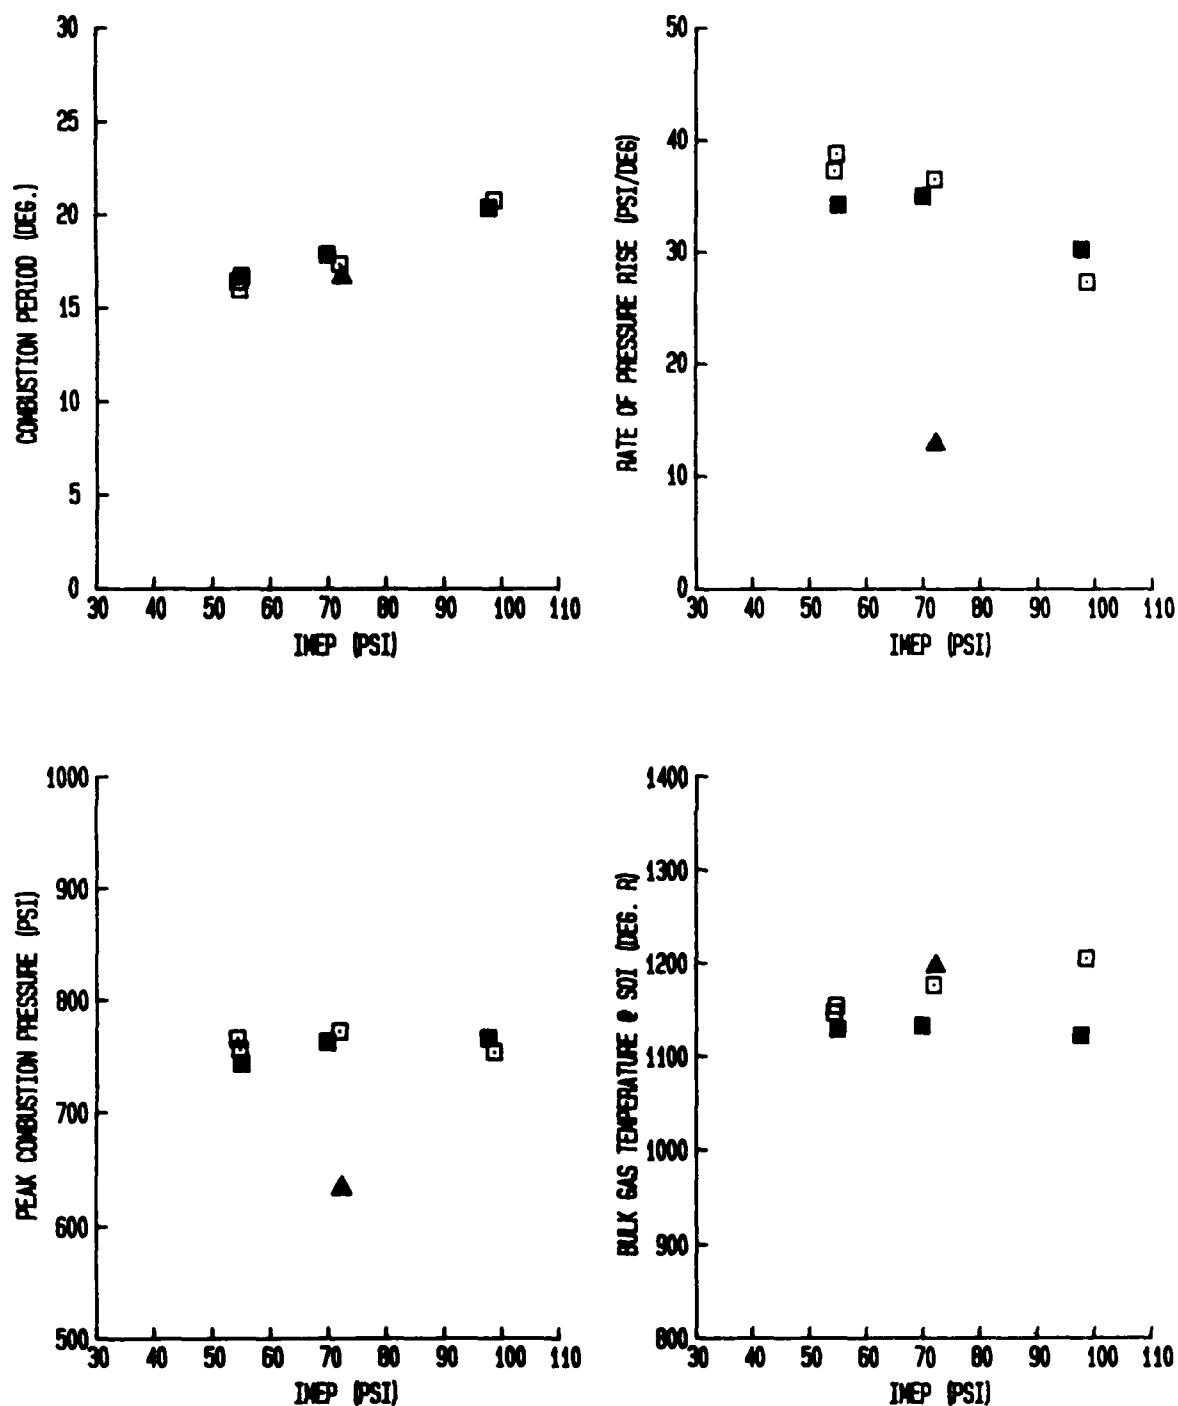 COMBUSTION PERIOD (DEG.)
30
25
20
15
10
5
0
30 40 50 60 70 80 90 100 110
IMEP (PSI)
RATE OF PRESSURE RISE (PSI/DEG)
50
40
30
20
10
0
30 40 50 60 70 80 90 100 110
IMEP (PSI)
PEAK COMBUSTION PRESSURE (PSI)
1000
900
800
700
600
500
30 40 50 60 70 80 90 100 110
IMEP (PSI)
BULK GAS TEMPERATURE @ SOI (DEG. R)
1400
1300
1200
1100
1000
900
800
30 40 50 60 70 80 90 100 110
IMEP (PSI)